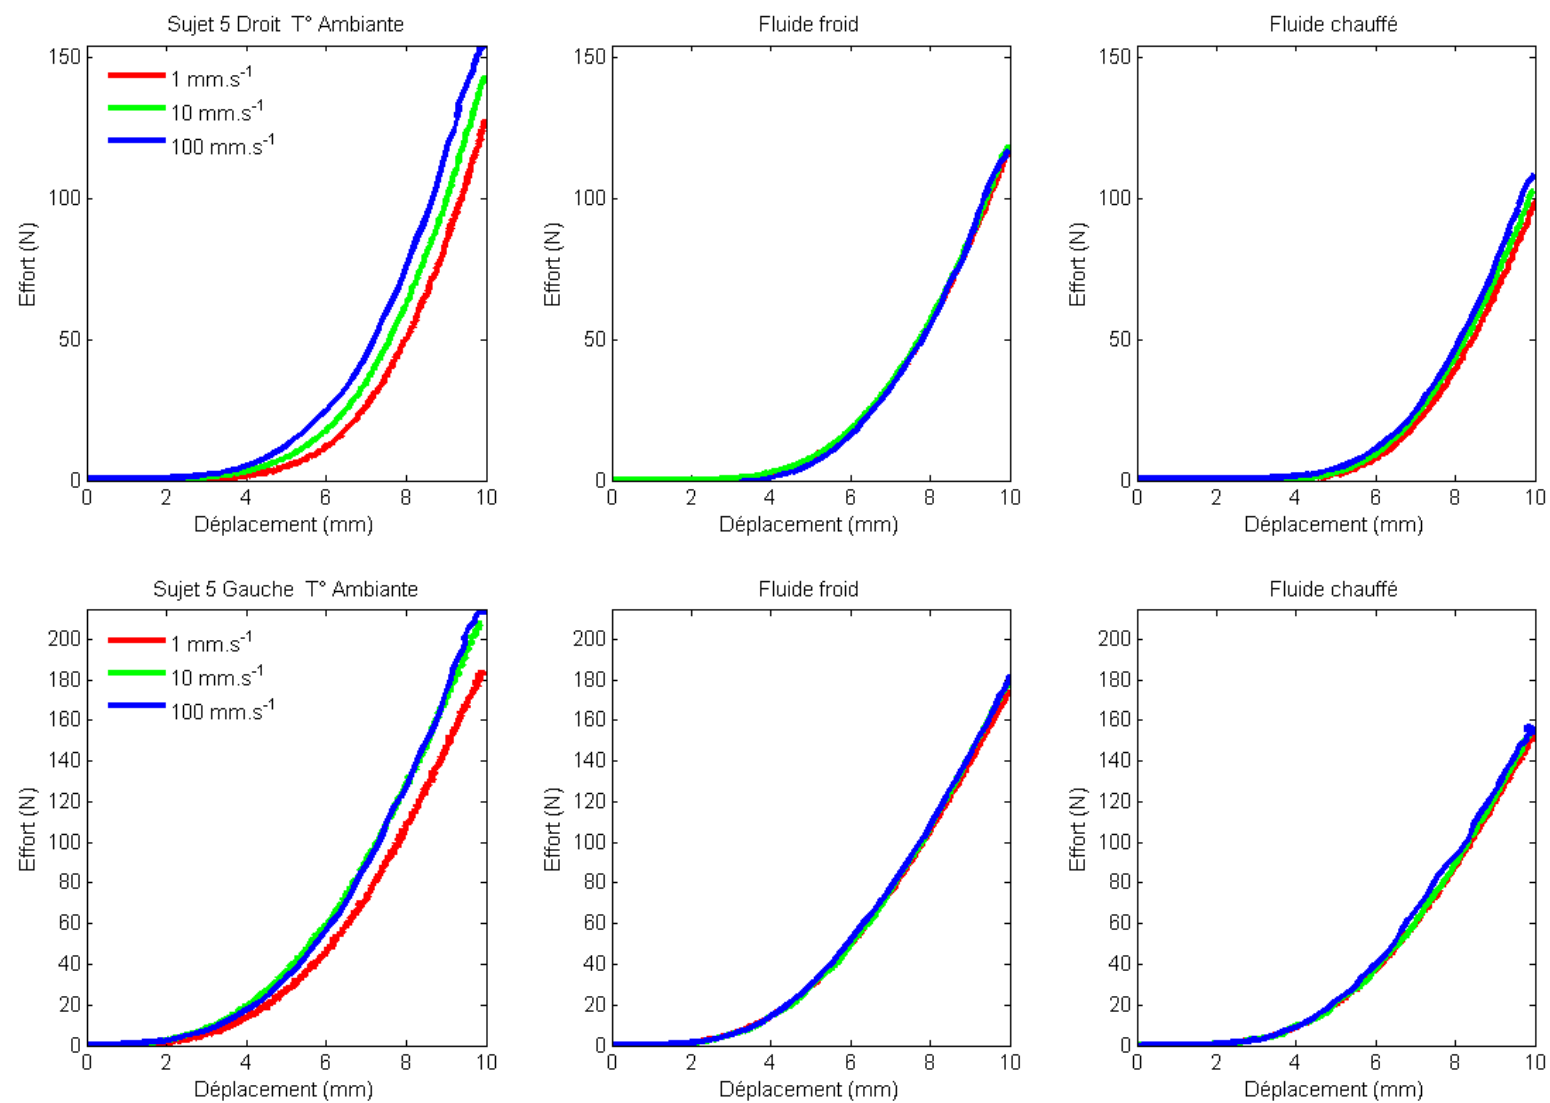 Sujet 5 Droit  T° Ambiante
150
100
50
0
0 2 4 6 8 10
Effort (N)
Déplacement (mm)
1 mm.s-1
10 mm.s-1
100 mm.s-1
Fluide froid
150
100
50
0
0 2 4 6 8 10
Effort (N)
Déplacement (mm)
Fluide chauffé
150
100
50
0
0 2 4 6 8 10
Effort (N)
Déplacement (mm)
Sujet 5 Gauche  T° Ambiante
200
180
160
140
120
100
80
60
40
20
0
0 2 4 6 8 10
Effort (N)
Déplacement (mm)
1 mm.s-1
10 mm.s-1
100 mm.s-1
Fluide froid
200
180
160
140
120
100
80
60
40
20
0
0 2 4 6 8 10
Effort (N)
Déplacement (mm)
Fluide chauffé
200
180
160
140
120
100
80
60
40
20
0
0 2 4 6 8 10
Effort (N)
Déplacement (mm)